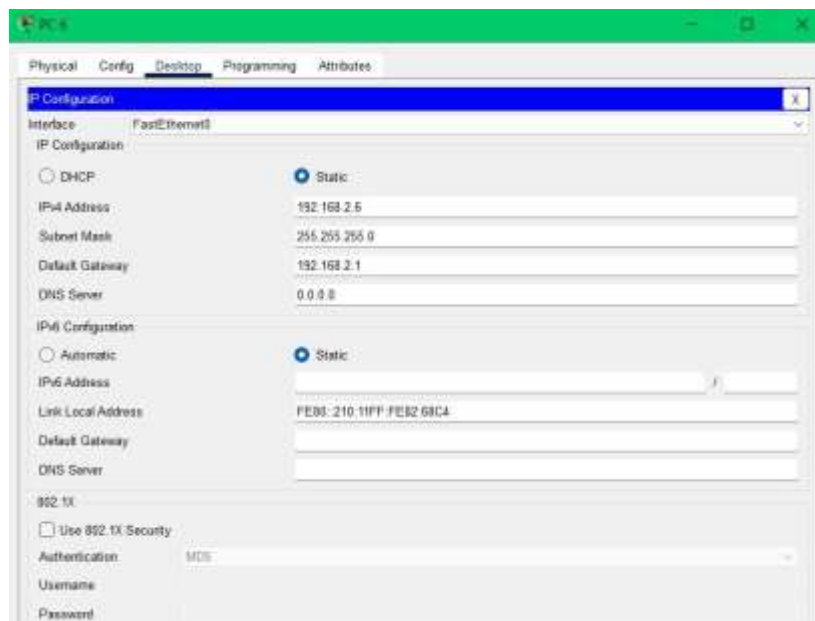 PC6
Physical Config Desktop Programming Attributes
IP Configuration X
Interface FastEthernet0
IP Configuration
DHCP Static
IPv4 Address 192.168.2.6
Subnet Mask 255.255.255.0
Default Gateway 192.168.2.1
DNS Server 0.0.0.0
IPv6 Configuration
Automatic Static
IPv6 Address /
Link Local Address FE80::210:11FF:FE82:68C4
Default Gateway
DNS Server
802.1X
Use 802.1X Security
Authentication MD5
Username
Password